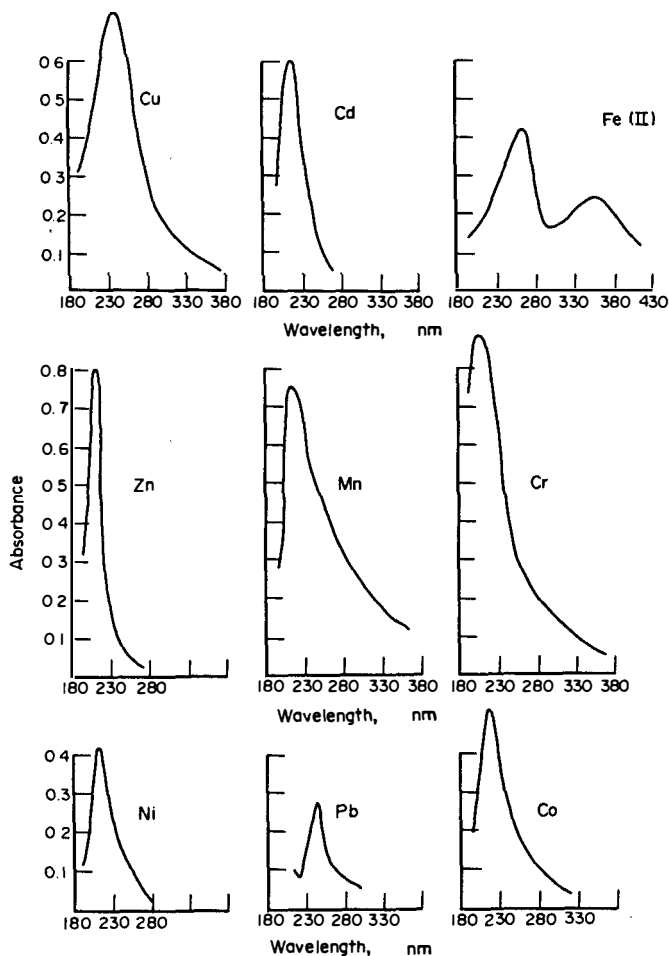 Cu
Cd
Fe (II)
0.6
0.5
0.4
0.3
0.2
0.1
180 230 280 330 380
180 230 280 330 380
180 230 280 330 380 430
Wavelength, nm
Zn
Mn
Cr
0.8
0.7
0.6
0.5
0.4
0.3
0.2
0.1
Absorbance
180 230 280
180 230 280 330
180 230 280 330 380
Wavelength, nm
Ni
Pb
Co
0.4
0.3
0.2
0.1
180 230 280
180 230 280 330
180 230 280 330
Wavelength, nm